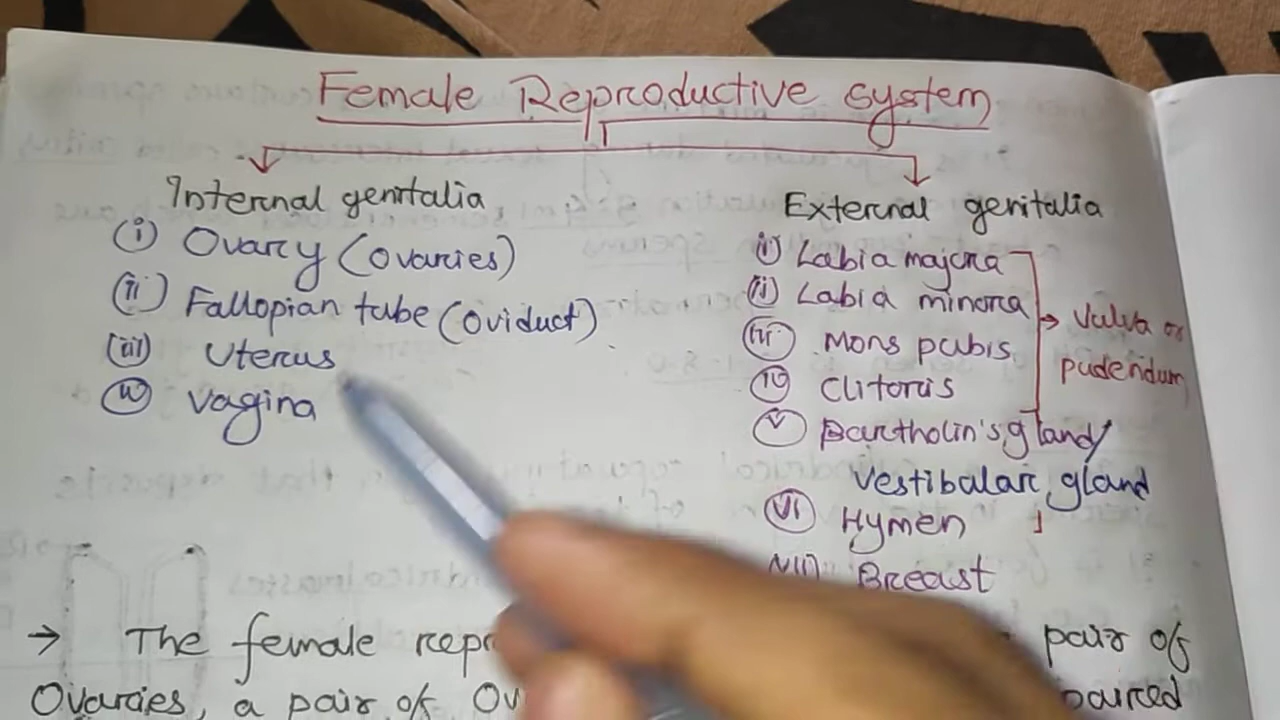 Female Reproductive system
Internal genitalia
(i) Ovary (Ovaries)
(ii) Fallopian tube (Oviduct)
(iii) Uterus
(iv) Vagina
External genitalia
(i) Labia majora
(ii) Labia minora
(iii) Mons pubis
(iv) Clitoris
(v) Bartholin's gland/
Vestibular gland
(vi) Hymen
(vii) Breast
Vulva or
pudendum
→ The female pair of
Ovaries, a pair of paired